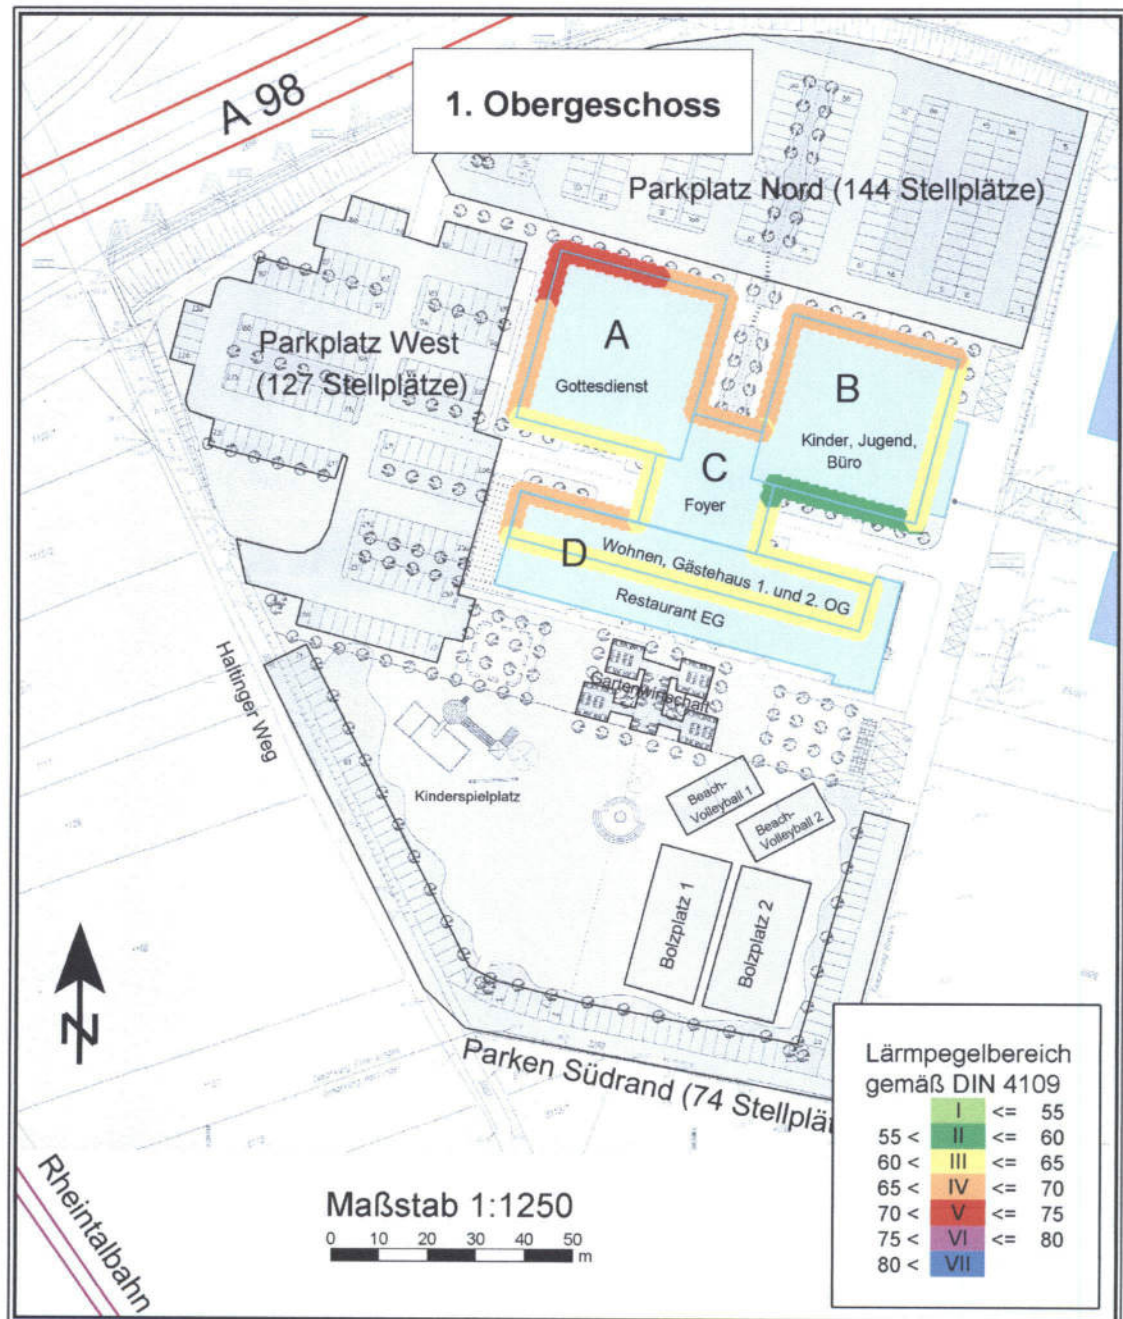 1. Obergeschoss
A 98
Parkplatz Nord (144 Stellplätze)
Parkplatz West
(127 Stellplätze)
A
Gottesdienst
B
Kinder, Jugend,
Büro
C
Foyer
D
Wohnen, Gästehaus 1. und 2. OG
Restaurant EG
Gartenwirtschaft
Haltinger Weg
Kinderspielplatz
Beach-
Volleyball 1
Beach-
Volleyball 2
Bolzplatz 1
Bolzplatz 2
N
Parken Südrand (74 Stellplät
Rheintalbahn
Maßstab 1:1250
0 10 20 30 40 50
m
Lärmpegelbereich
gemäß DIN 4109
I <= 55
55 < II <= 60
60 < III <= 65
65 < IV <= 70
70 < V <= 75
75 < VI <= 80
80 < VII